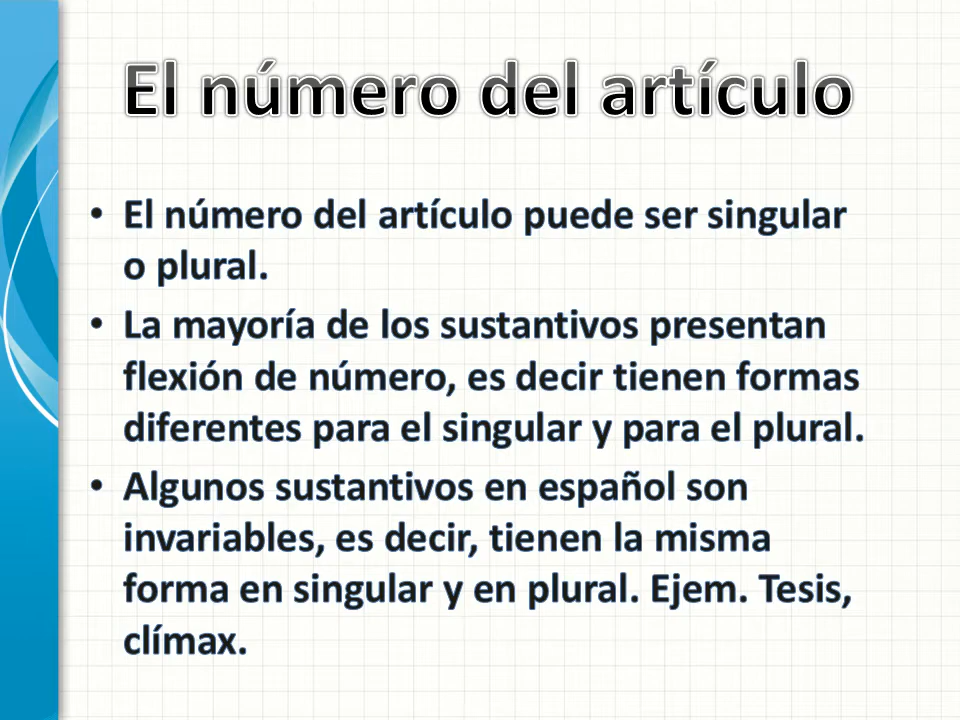 El número del artículo
• El número del artículo puede ser singular
o plural.
• La mayoría de los sustantivos presentan
flexión de número, es decir tienen formas
diferentes para el singular y para el plural.
• Algunos sustantivos en español son
invariables, es decir, tienen la misma
forma en singular y en plural. Ejem. Tesis,
clímax.